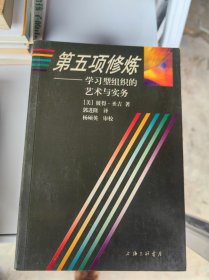 第五项修炼
——学习型组织的
艺术与实务
[美] 彼得·圣吉 著
郭进隆 译
杨硕英 审校
上海三联书店